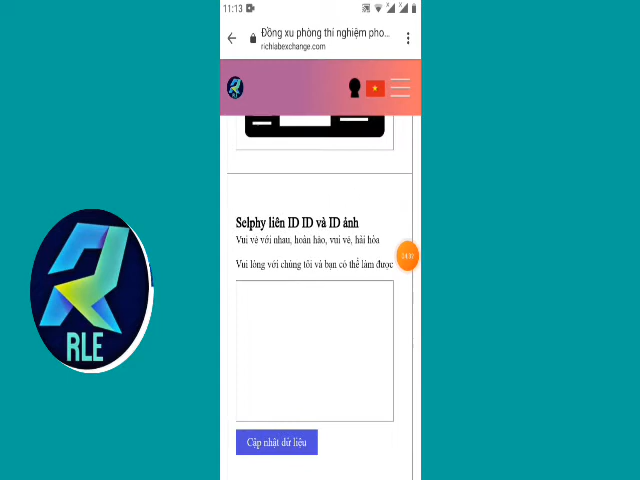 11:13
Đồng xu phòng thí nghiệm pho...
richlabexchange.com
RLE
Selphy liên ID ID và ID ảnh
Vui vẻ với nhau, hoàn hảo, vui vẻ, hài hòa
Vui lòng với chúng tôi và bạn có thể làm được
Cập nhật dữ liệu
RLE